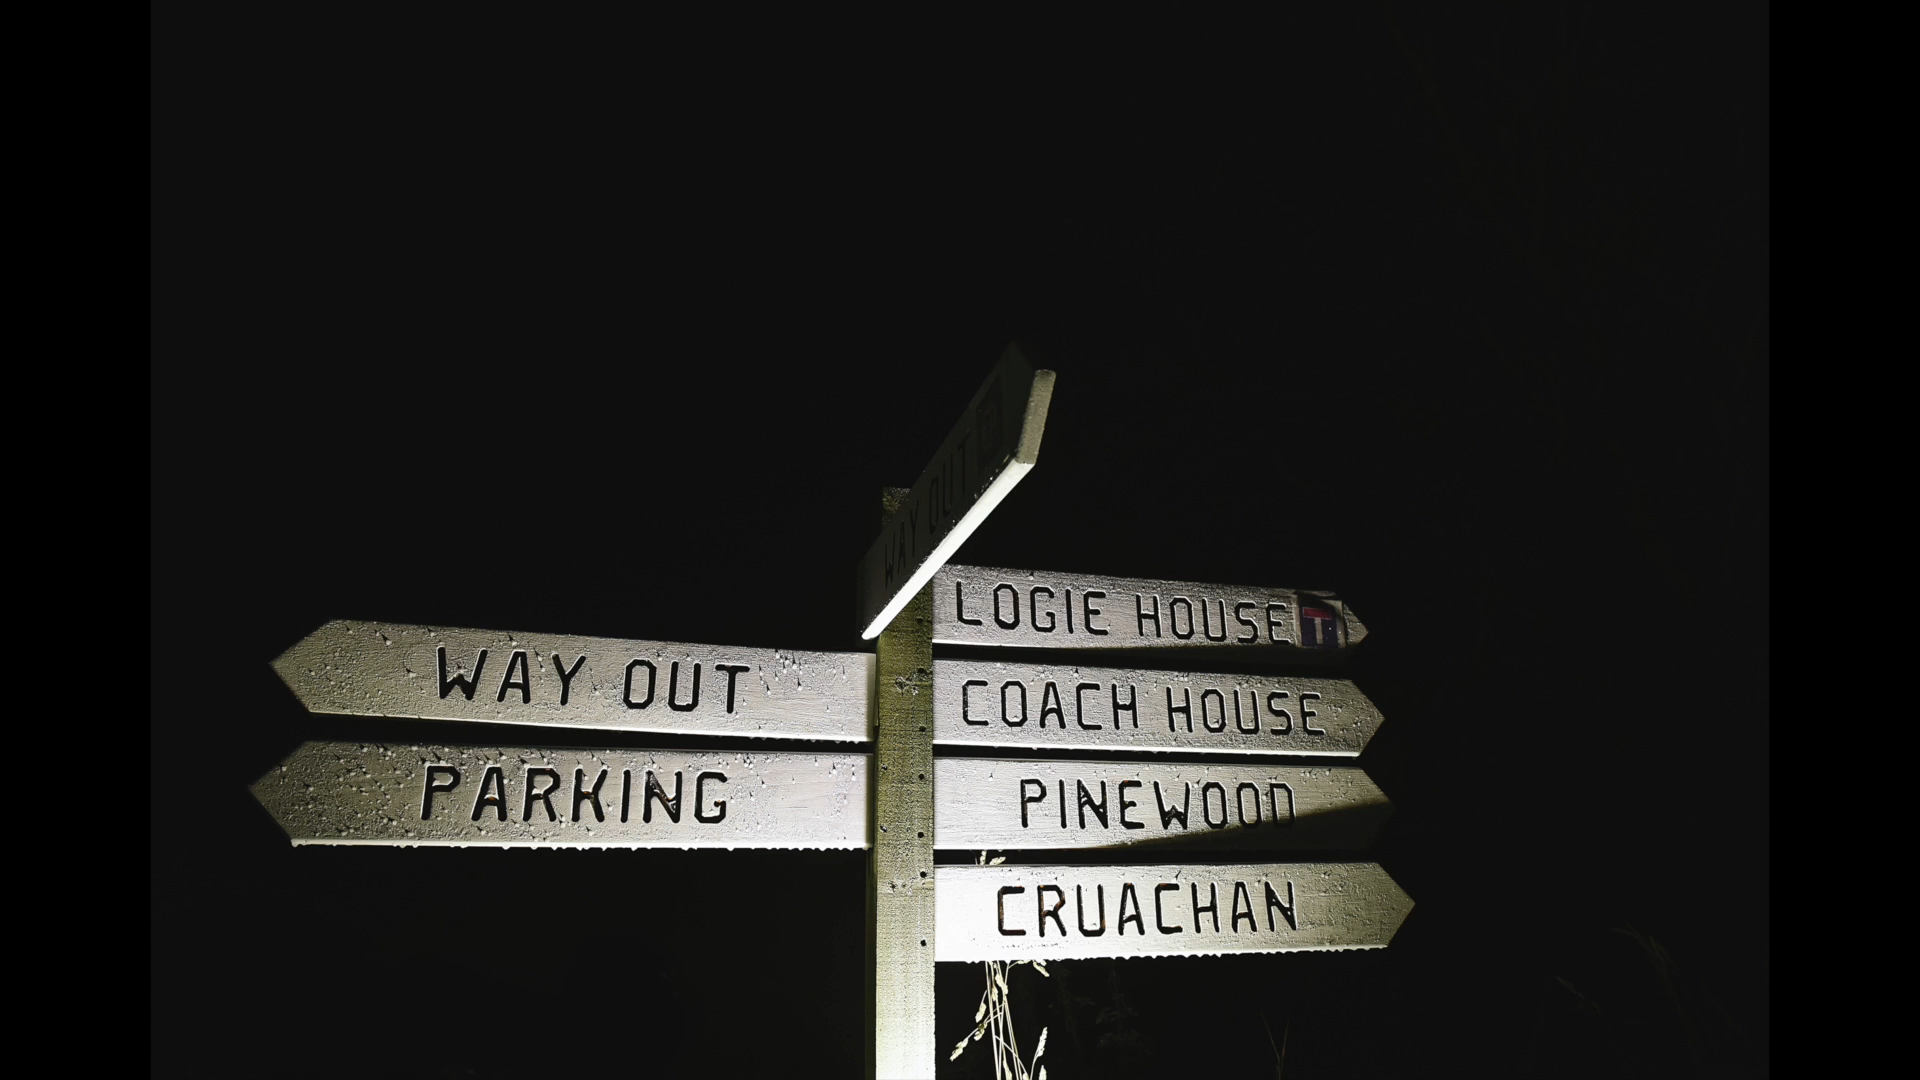 WAY OUT
LOGIE HOUSE
WAY OUT
COACH HOUSE
PARKING
PINEWOOD
CRUACHAN